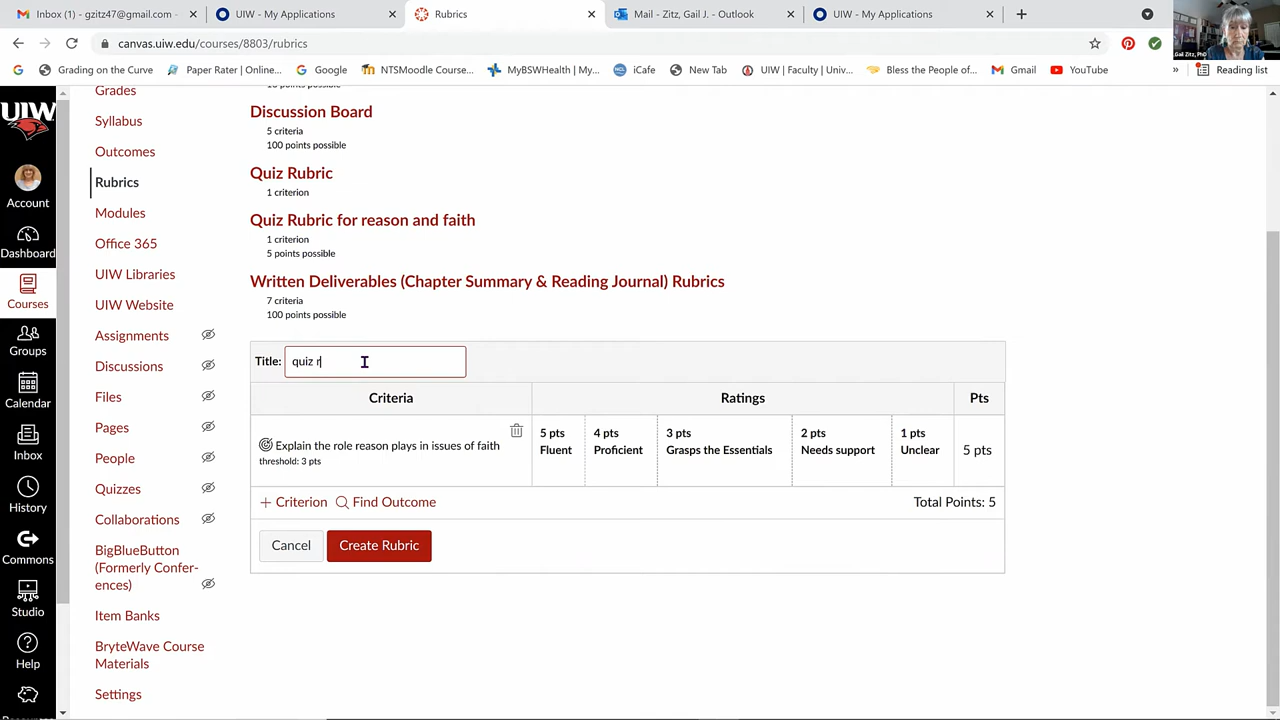 Inbox (1) - gzitz47@gmail.com
UIW - My Applications
Rubrics
Mail - Zitz, Gail J. - Outlook
UIW - My Applications
canvas.uiw.edu/courses/8803/rubrics
Grading on the Curve
Paper Rater | Online...
Google
NTSMoodle Course...
MyBSWHealth | My...
iCafe
New Tab
UIW | Faculty | Univ...
Bless the People of...
Gmail
YouTube
»
Reading list
Gail Zitz, PhD
UIW
Account
Dashboard
Courses
Groups
Calendar
Inbox
History
Commons
Studio
Help
Grades
Syllabus
Outcomes
Rubrics
Modules
Office 365
UIW Libraries
UIW Website
Assignments
Discussions
Files
Pages
People
Quizzes
Collaborations
BigBlueButton
(Formerly Confer-
ences)
Item Banks
BryteWave Course
Materials
Settings
10 points possible
Discussion Board
5 criteria
100 points possible
Quiz Rubric
1 criterion
Quiz Rubric for reason and faith
1 criterion
5 points possible
Written Deliverables (Chapter Summary & Reading Journal) Rubrics
7 criteria
100 points possible
Title: quiz r
Criteria Ratings Pts
Explain the role reason plays in issues of faith
threshold: 3 pts
5 pts
Fluent
4 pts
Proficient
3 pts
Grasps the Essentials
2 pts
Needs support
1 pts
Unclear
5 pts
+ Criterion Find Outcome Total Points: 5
Cancel Create Rubric